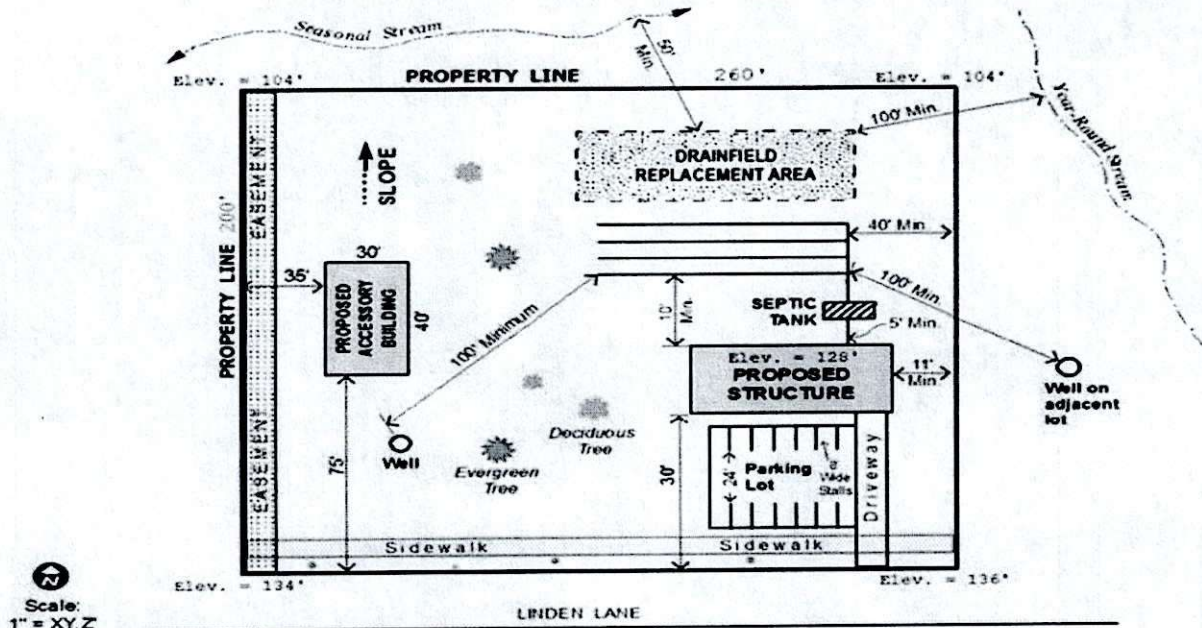 Seasonal Stream
50'
Min.
Elev. = 104'
PROPERTY LINE
260'
Elev. = 104'
100' Min.
Year-Round stream
EASEMENT
SLOPE
DRAINFIELD
REPLACEMENT AREA
PROPERTY LINE 200'
40' Min.
35'
30'
PROPOSED
ACCESSORY
BUILDING
40'
100' Minimum
10'
Min.
SEPTIC
TANK
100' Min.
5' Min.
Elev. = 128'
PROPOSED
STRUCTURE
11'
Min.
Well on
adjacent
lot
EASEMENT
75'
Well
Deciduous
Tree
Evergreen
Tree
30'
24'
Parking
Lot
Wide
Stalls
Driveway
Sidewalk
Sidewalk
Elev. = 134'
Elev. = 136'
N
Scale:
1" = XY.Z'
LINDEN LANE